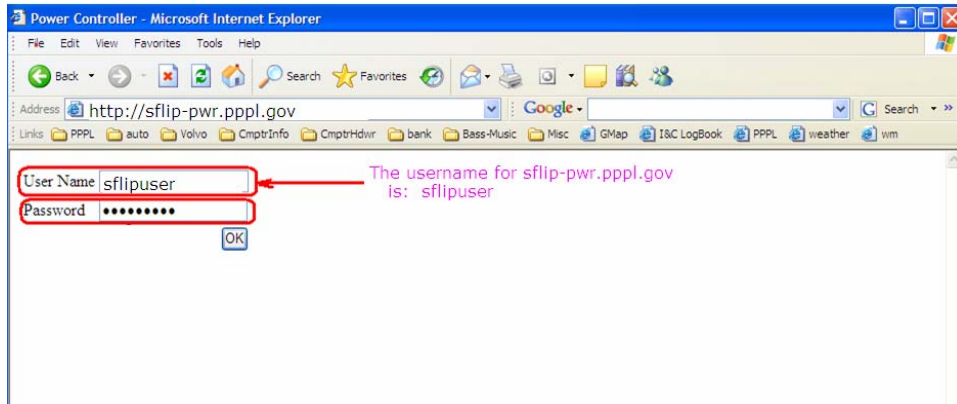 Power Controller - Microsoft Internet Explorer
File Edit View Favorites Tools Help
Back Search Favorites
Address http://sflip-pwr.pppl.gov Google G Search »
Links PPPL auto Volvo CmptrInfo CmptrHdwr bank Bass-Music Misc GMap I&C LogBook PPPL weather wm
User Name sflipuser
The username for sflip-pwr.pppl.gov
is: sflipuser
Password •••••••••
OK